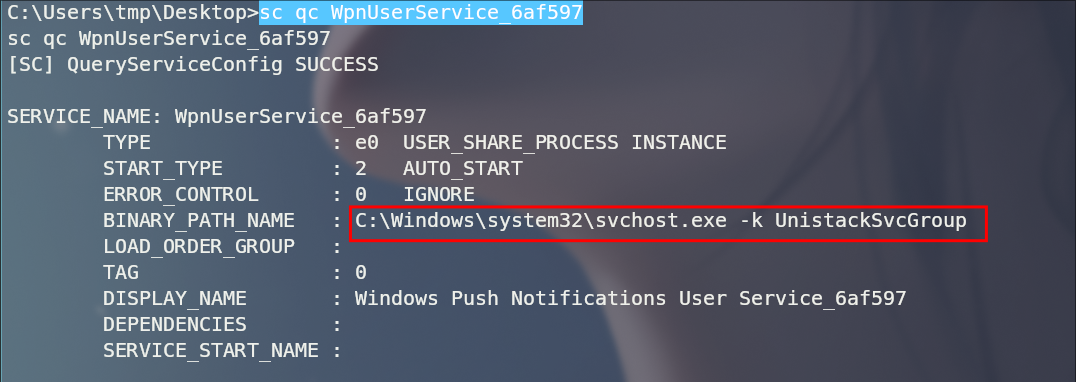 C:\Users\tmp\Desktop>sc qc WpnUserService_6af597
sc qc WpnUserService_6af597
[SC] QueryServiceConfig SUCCESS
SERVICE_NAME: WpnUserService_6af597
TYPE : e0 USER_SHARE_PROCESS INSTANCE
START_TYPE : 2 AUTO_START
ERROR_CONTROL : 0 IGNORE
BINARY_PATH_NAME : C:\Windows\system32\svchost.exe -k UnistackSvcGroup
LOAD_ORDER_GROUP :
TAG : 0
DISPLAY_NAME : Windows Push Notifications User Service_6af597
DEPENDENCIES :
SERVICE_START_NAME :